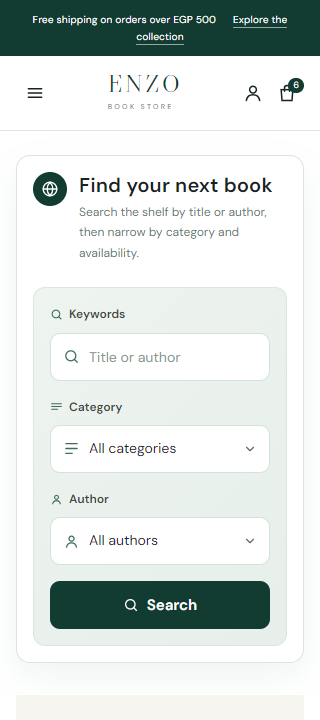 Free shipping on orders over EGP 500 Explore the
collection
ENZO
BOOK STORE
6
Find your next book
Search the shelf by title or author,
then narrow by category and
availability.
Keywords
Title or author
Category
All categories
Author
All authors
Search